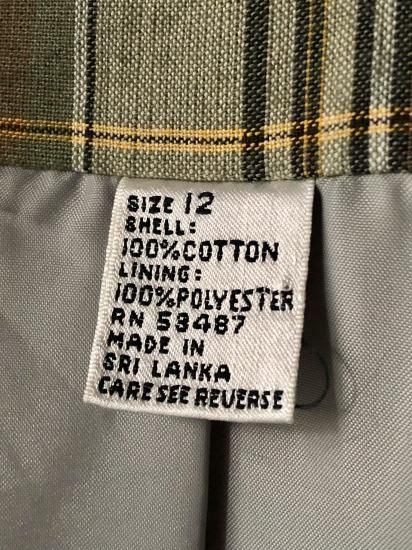 SIZE 12
SHELL:
100%COTTON
LINING:
100%POLYESTER
RN 53487
MADE IN
SRI LANKA
CARE SEE REVERSE